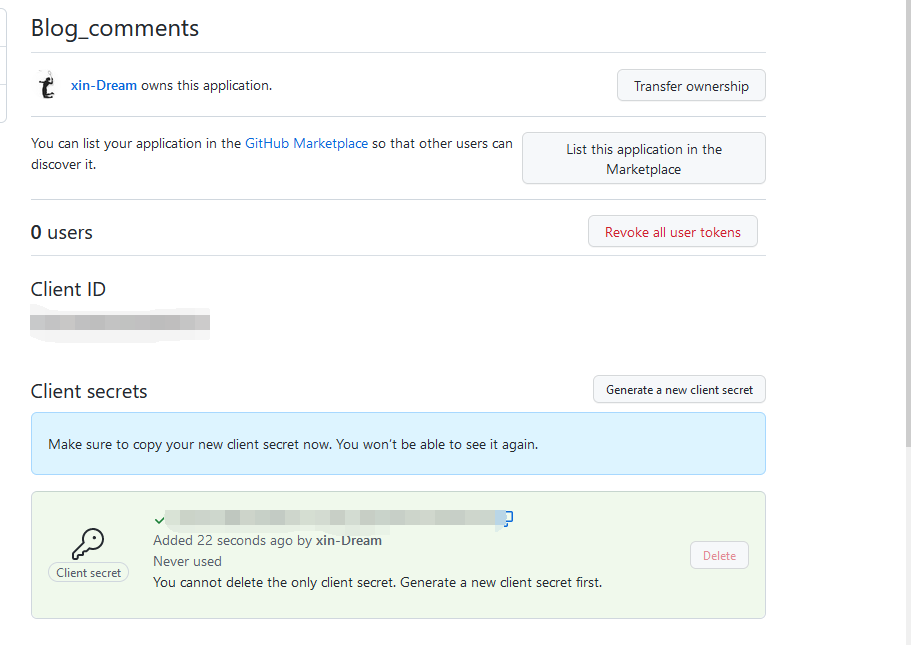 Blog_comments
xin-Dream owns this application.
Transfer ownership
You can list your application in the GitHub Marketplace so that other users can
discover it.
List this application in the
Marketplace
0 users
Revoke all user tokens
Client ID
Client secrets
Generate a new client secret
Make sure to copy your new client secret now. You won't be able to see it again.
Added 22 seconds ago by xin-Dream
Never used
You cannot delete the only client secret. Generate a new client secret first.
Client secret
Delete